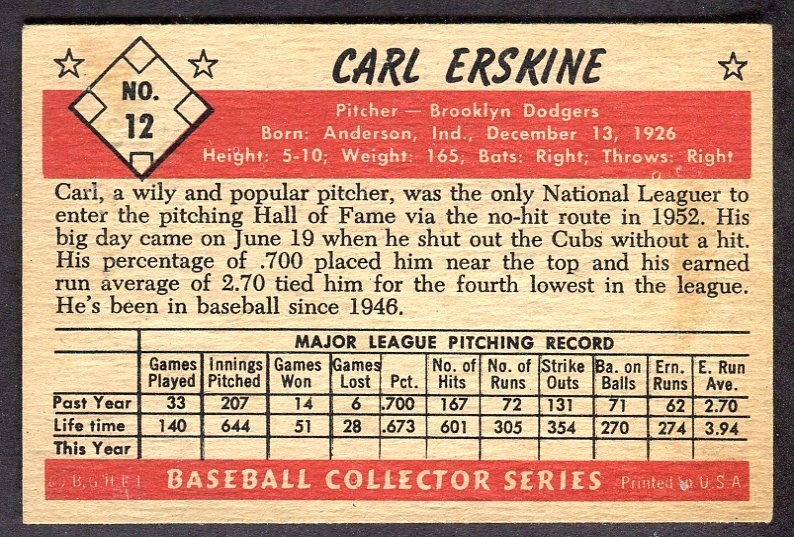 NO.
12
CARL ERSKINE
Pitcher — Brooklyn Dodgers
Born: Anderson, Ind., December 13, 1926
Height: 5-10; Weight: 165, Bats: Right; Throws: Right
Carl, a wily and popular pitcher, was the only National Leaguer to
enter the pitching Hall of Fame via the no-hit route in 1952. His
big day came on June 19 when he shut out the Cubs without a hit.
His percentage of .700 placed him near the top and his earned
run average of 2.70 tied him for the fourth lowest in the league.
He's been in baseball since 1946.
MAJOR LEAGUE PITCHING RECORD
Games Played Innings Pitched Games Won Games Lost Pct. No. of Hits No. of Runs Strike Outs Ba. on Balls Ern. Runs E. Run Ave.
Past Year 33 207 14 6 .700 167 72 131 71 62 2.70
Life time 140 644 51 28 .673 601 305 354 270 274 3.94
This Year
B.G.H.L.I. BASEBALL COLLECTOR SERIES Printed in U.S.A